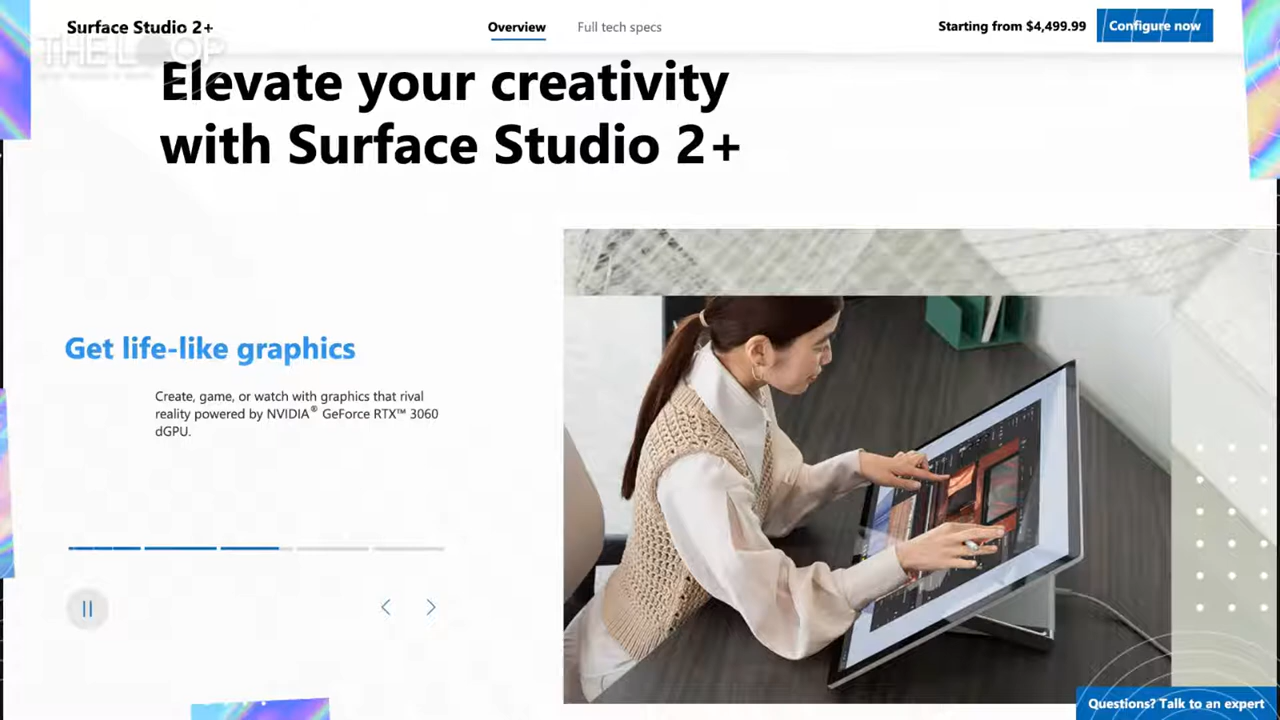 Surface Studio 2+
Overview
Full tech specs
Starting from $4,499.99
Configure now
THE LOOP
Elevate your creativity
with Surface Studio 2+
Get life-like graphics
Create, game, or watch with graphics that rival
reality powered by NVIDIA® GeForce RTX™ 3060
dGPU.
Questions? Talk to an expert